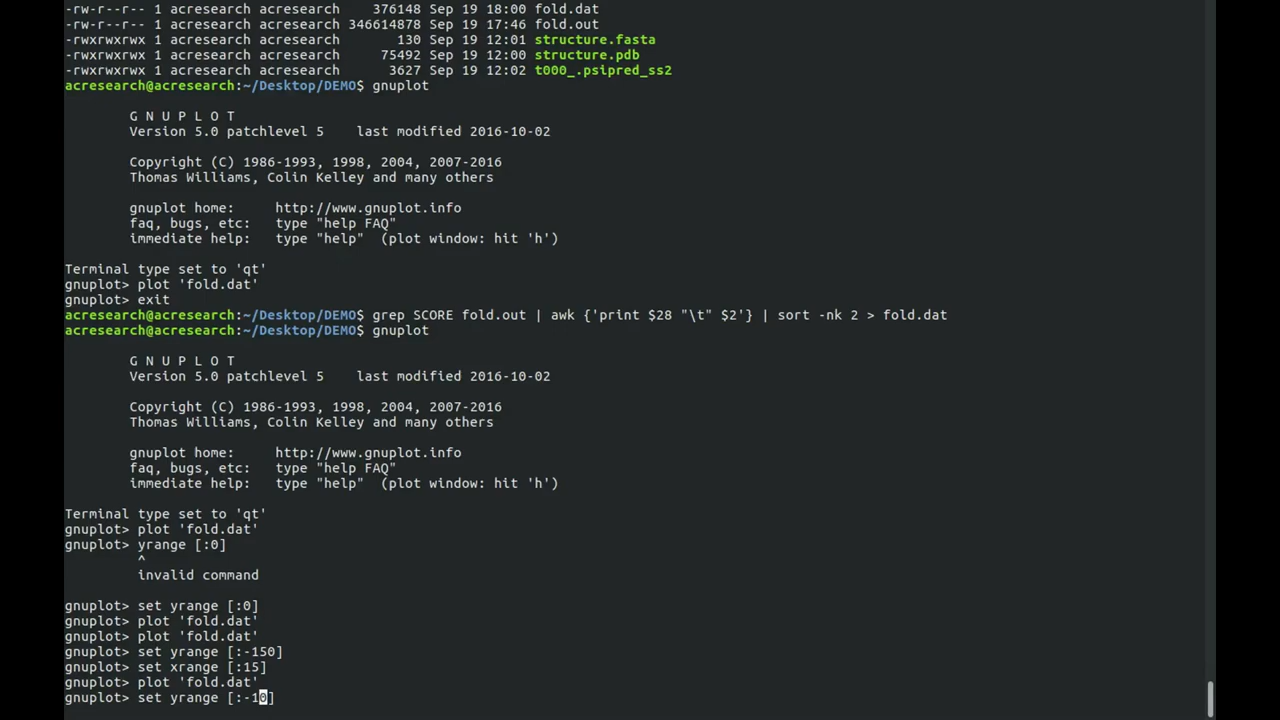 -rw-r--r-- 1 acresearch acresearch    376148 Sep 19 18:00 fold.dat
-rw-r--r-- 1 acresearch acresearch 346614878 Sep 19 17:46 fold.out
-rwxrwxrwx 1 acresearch acresearch       130 Sep 19 12:01 structure.fasta
-rwxrwxrwx 1 acresearch acresearch     75492 Sep 19 12:00 structure.pdb
-rwxrwxrwx 1 acresearch acresearch      3627 Sep 19 12:02 t000_.psipred_ss2
acresearch@acresearch:~/Desktop/DEMO$ gnuplot
G N U P L O T
Version 5.0 patchlevel 5    last modified 2016-10-02
Copyright (C) 1986-1993, 1998, 2004, 2007-2016
Thomas Williams, Colin Kelley and many others
gnuplot home:     http://www.gnuplot.info
faq, bugs, etc:   type "help FAQ"
immediate help:   type "help"  (plot window: hit 'h')
Terminal type set to 'qt'
gnuplot> plot 'fold.dat'
gnuplot> exit
acresearch@acresearch:~/Desktop/DEMO$ grep SCORE fold.out | awk {'print $28 "\t" $2'} | sort -nk 2 > fold.dat
acresearch@acresearch:~/Desktop/DEMO$ gnuplot
G N U P L O T
Version 5.0 patchlevel 5    last modified 2016-10-02
Copyright (C) 1986-1993, 1998, 2004, 2007-2016
Thomas Williams, Colin Kelley and many others
gnuplot home:     http://www.gnuplot.info
faq, bugs, etc:   type "help FAQ"
immediate help:   type "help"  (plot window: hit 'h')
Terminal type set to 'qt'
gnuplot> plot 'fold.dat'
gnuplot> yrange [:0]
^
invalid command
gnuplot> set yrange [:0]
gnuplot> plot 'fold.dat'
gnuplot> plot 'fold.dat'
gnuplot> set yrange [:-150]
gnuplot> set xrange [:15]
gnuplot> plot 'fold.dat'
gnuplot> set yrange [:-10]